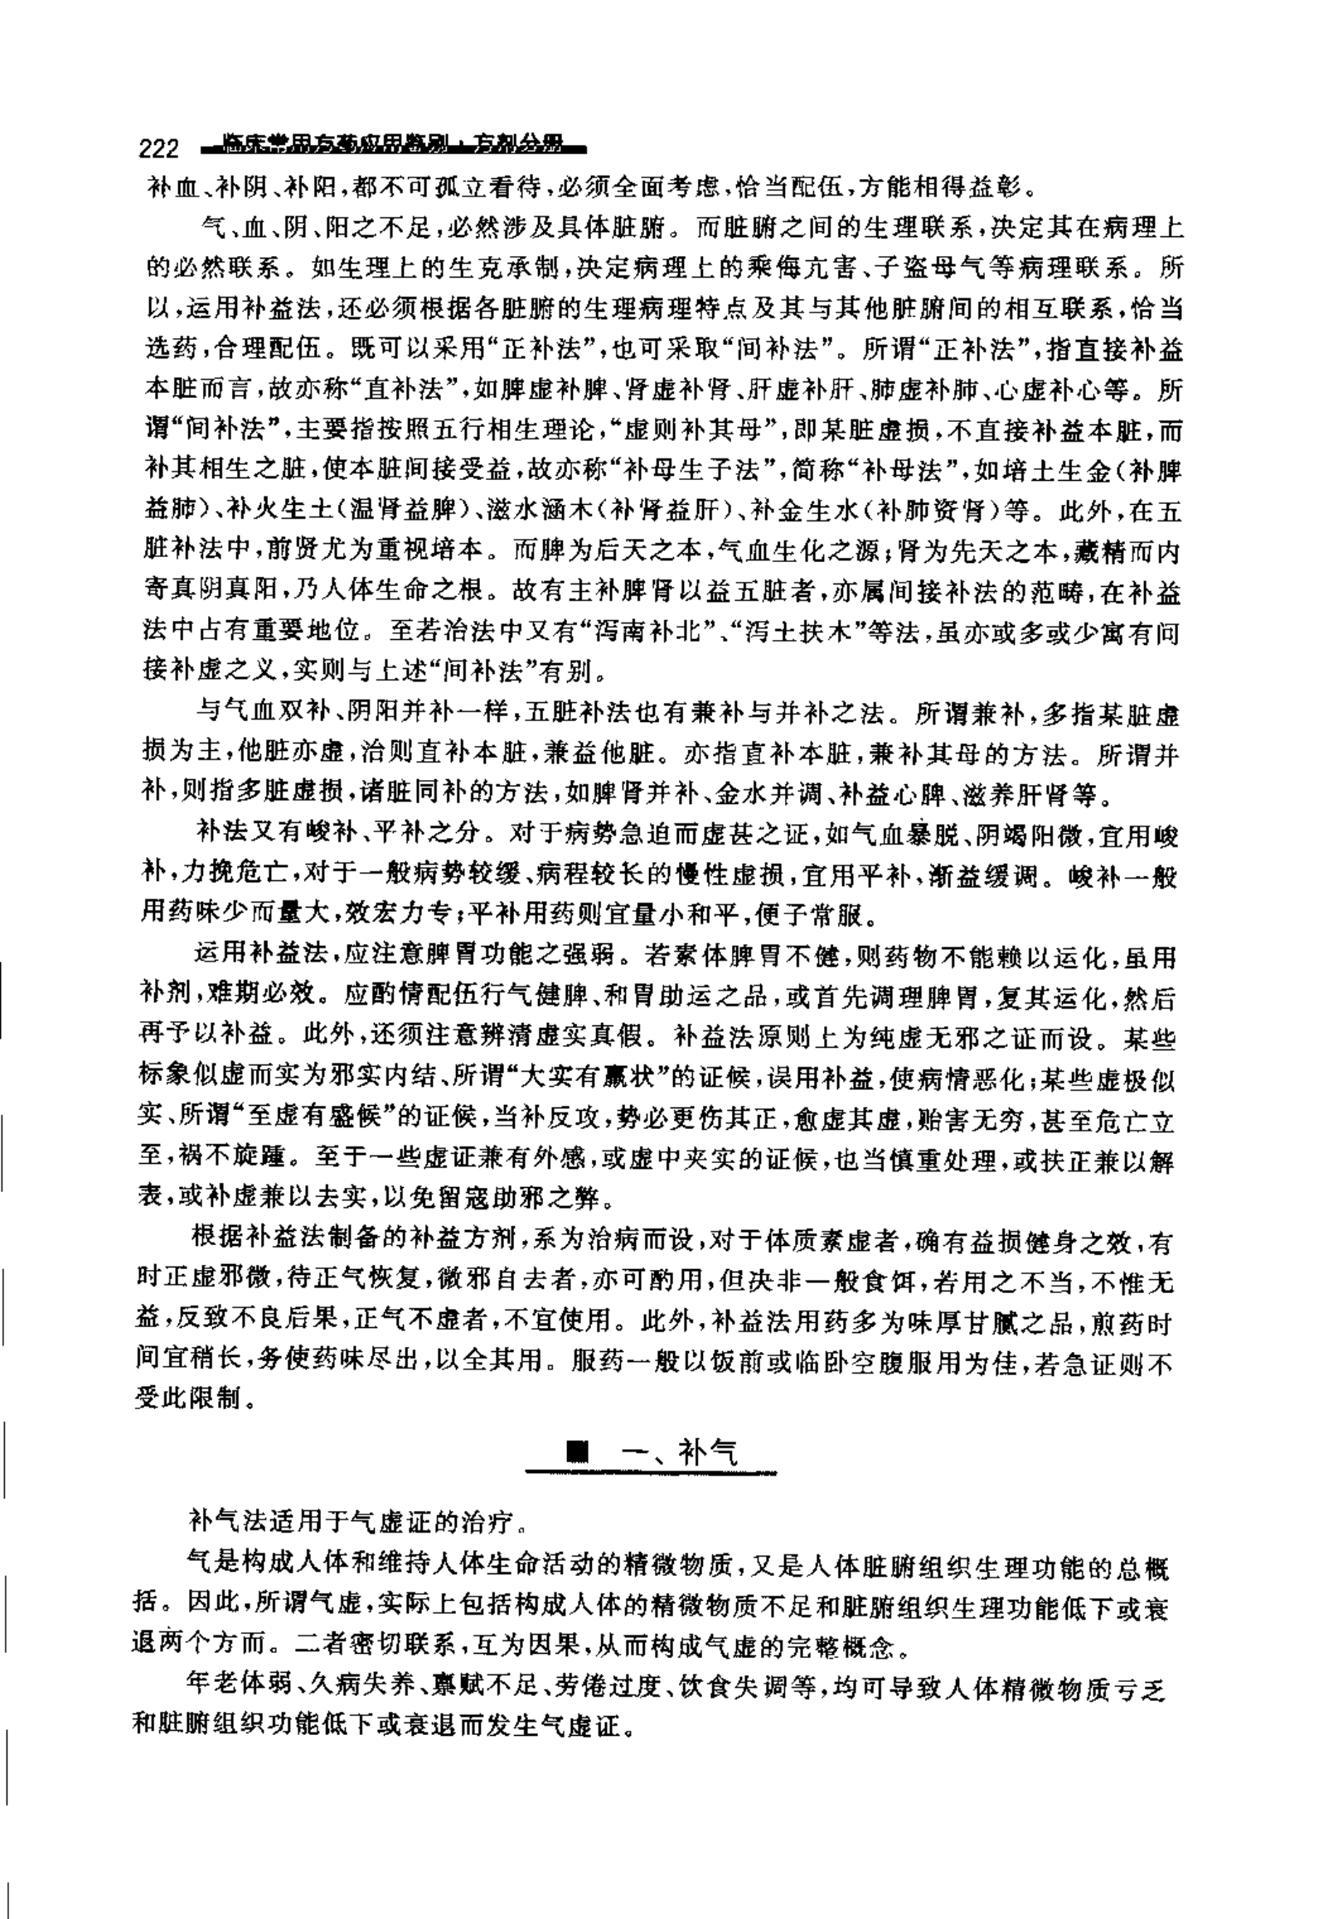 222 临床常用方药应用鉴别·方剂分册
补血、补阴、补阳,都不可孤立看待,必须全面考虑,恰当配伍,方能相得益彰。
气、血、阴、阳之不足,必然涉及具体脏腑。而脏腑之间的生理联系,决定其在病理上
的必然联系。如生理上的生克承制,决定病理上的乘侮亢害、子盗母气等病理联系。所
以,运用补益法,还必须根据各脏腑的生理病理特点及其与其他脏腑间的相互联系,恰当
选药,合理配伍。既可以采用“正补法”,也可采取“间补法”。所谓“正补法”,指直接补益
本脏而言,故亦称“直补法”,如脾虚补脾、肾虚补肾、肝虚补肝、肺虚补肺、心虚补心等。所
谓“间补法”,主要指按照五行相生理论,“虚则补其母”,即某脏虚损,不直接补益本脏,而
补其相生之脏,使本脏间接受益,故亦称“补母生子法”,简称“补母法”,如培土生金(补脾
益肺)、补火生土(温肾益脾)、滋水涵木(补肾益肝)、补金生水(补肺资肾)等。此外,在五
脏补法中,前贤尤为重视培本。而脾为后天之本,气血生化之源;肾为先天之本,藏精而内
寄真阴真阳,乃人体生命之根。故有主补脾肾以益五脏者,亦属间接补法的范畴,在补益
法中占有重要地位。至若治法中又有“泻南补北”、“泻土扶木”等法,虽亦或多或少寓有间
接补虚之义,实则与上述“间补法”有别。
与气血双补、阴阳并补一样,五脏补法也有兼补与并补之法。所谓兼补,多指某脏虚
损为主,他脏亦虚,治则直补本脏,兼益他脏。亦指直补本脏,兼补其母的方法。所谓并
补,则指多脏虚损,诸脏同补的方法,如脾肾并补、金水并调、补益心脾、滋养肝肾等。
补法又有峻补、平补之分。对于病势急迫而虚甚之证,如气血暴脱、阴竭阳微,宜用峻
补,力挽危亡,对于一般病势较缓、病程较长的慢性虚损,宜用平补、渐益缓调。峻补一般
用药味少而量大,效宏力专;平补用药则宜量小和平,便于常服。
运用补益法,应注意脾胃功能之强弱。若素体脾胃不健,则药物不能赖以运化,虽用
补剂,难期必效。应酌情配伍行气健脾、和胃助运之品,或首先调理脾胃,复其运化,然后
再予以补益。此外,还须注意辨清虚实真假。补益法原则上为纯虚无邪之证而设。某些
标象似虚而实为邪实内结、所谓“大实有羸状”的证候,误用补益,使病情恶化;某些虚极似
实、所谓“至虚有盛候”的证候,当补反攻,势必更伤其正,愈虚其虚,贻害无穷,甚至危亡立
至,祸不旋踵。至于一些虚证兼有外感,或虚中夹实的证候,也当慎重处理,或扶正兼以解
表,或补虚兼以去实,以免留寇助邪之弊。
根据补益法制备的补益方剂,系为治病而设,对于体质素虚者,确有益损健身之效,有
时正虚邪微,待正气恢复,微邪自去者,亦可酌用,但决非一般食饵,若用之不当,不惟无
益,反致不良后果,正气不虚者,不宜使用。此外,补益法用药多为味厚甘腻之品,煎药时
间宜稍长,务使药味尽出,以全其用。服药一般以饭前或临卧空腹服用为佳,若急证则不
受此限制。
■ 一、补气
补气法适用于气虚证的治疗。
气是构成人体和维持人体生命活动的精微物质,又是人体脏腑组织生理功能的总概
括。因此,所谓气虚,实际上包括构成人体的精微物质不足和脏腑组织生理功能低下或衰
退两个方面。二者密切联系,互为因果,从而构成气虚的完整概念。
年老体弱、久病失养、禀赋不足、劳倦过度、饮食失调等,均可导致人体精微物质亏乏
和脏腑组织功能低下或衰退而发生气虚证。